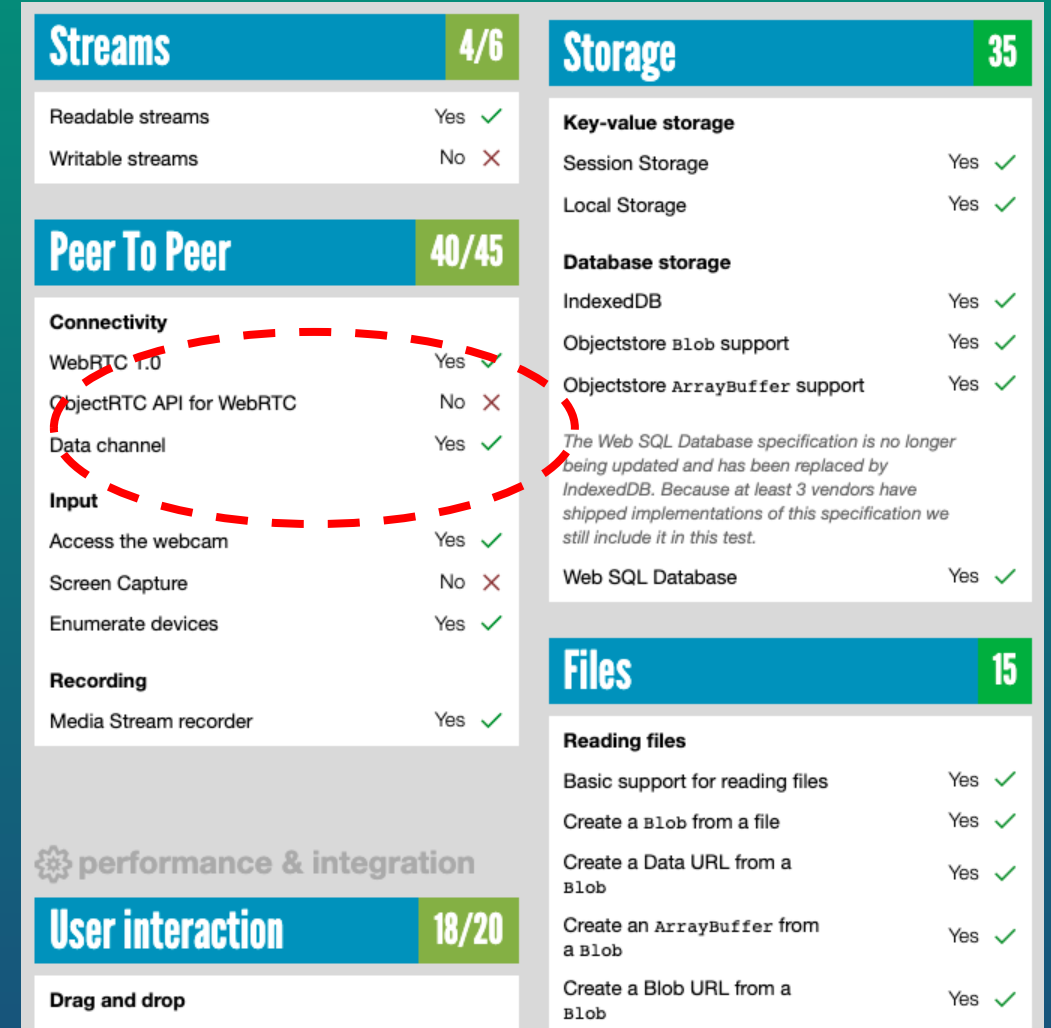 Streams 4/6
Readable streams Yes
Writable streams No
Peer To Peer 40/45
Connectivity
WebRTC 1.0 Yes
ObjectRTC API for WebRTC No
Data channel Yes
Input
Access the webcam Yes
Screen Capture No
Enumerate devices Yes
Recording
Media Stream recorder Yes
performance & integration
User interaction 18/20
Drag and drop
Storage 35
Key-value storage
Session Storage Yes
Local Storage Yes
Database storage
IndexedDB Yes
Objectstore Blob support Yes
Objectstore ArrayBuffer support Yes
The Web SQL Database specification is no longer
being updated and has been replaced by
IndexedDB. Because at least 3 vendors have
shipped implementations of this specification we
still include it in this test.
Web SQL Database Yes
Files 15
Reading files
Basic support for reading files Yes
Create a Blob from a file Yes
Create a Data URL from a
Blob Yes
Create an ArrayBuffer from
a Blob Yes
Create a Blob URL from a
Blob Yes